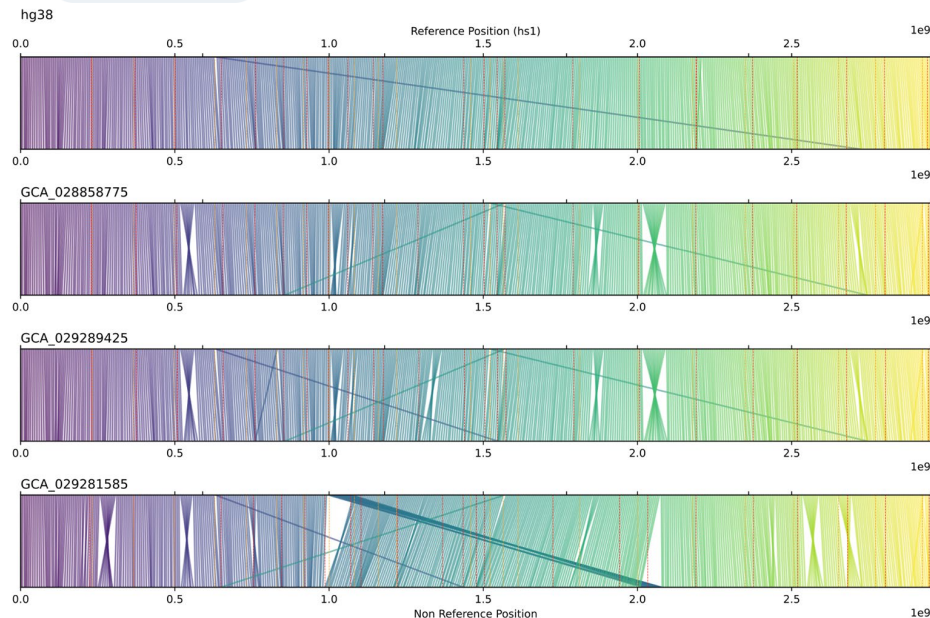 hg38
Reference Position (hs1)
0.0 0.5 1.0 1.5 2.0 2.5 1e9
0.0 0.5 1.0 1.5 2.0 2.5
1e9
GCA_028858775
0.0 0.5 1.0 1.5 2.0 2.5
1e9
GCA_029289425
0.0 0.5 1.0 1.5 2.0 2.5
1e9
GCA_029281585
0.0 0.5 1.0 1.5 2.0 2.5
Non Reference Position 1e9